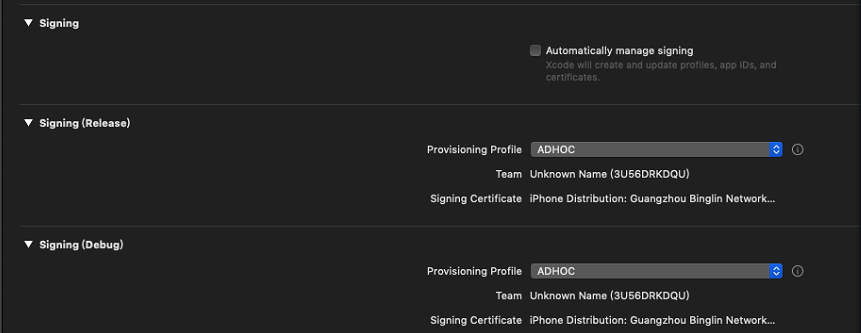 Signing
Automatically manage signing
Xcode will create and update profiles, app IDs, and
certificates.
Signing (Release)
Provisioning Profile ADHOC
Team Unknown Name (3U56DRKDQU)
Signing Certificate iPhone Distribution: Guangzhou Binglin Network...
Signing (Debug)
Provisioning Profile ADHOC
Team Unknown Name (3U56DRKDQU)
Signing Certificate iPhone Distribution: Guangzhou Binglin Network...